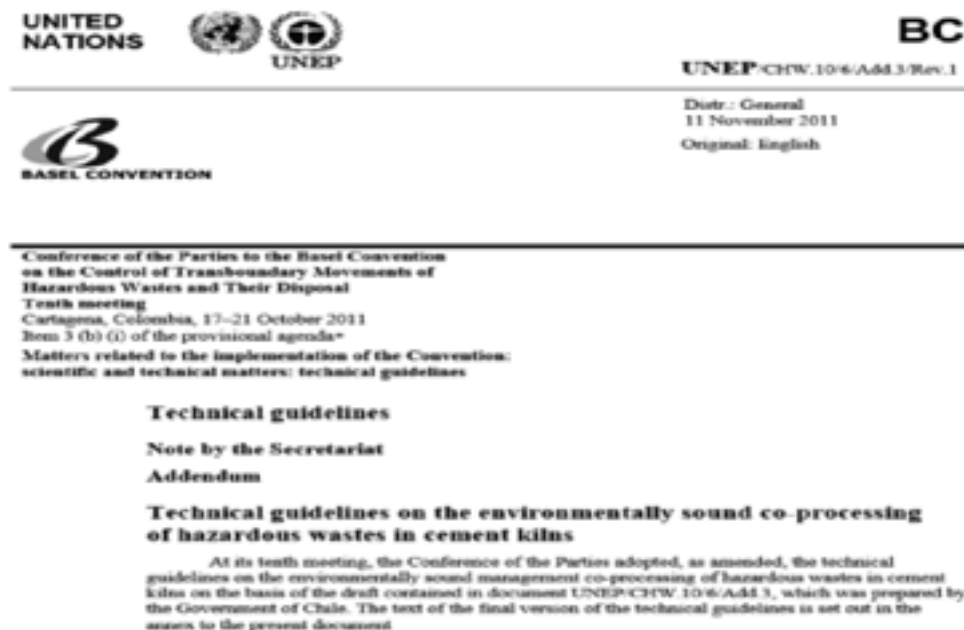 UNITED
NATIONS
BC
UNEP
UNEP/CHW.10/6/Add.3/Rev.1
Distr.: General
11 November 2011
Original: English
BASEL CONVENTION
Conference of the Parties to the Basel Convention
on the Control of Transboundary Movements of
Hazardous Wastes and Their Disposal
Tenth meeting
Cartagena, Colombia, 17–21 October 2011
Item 3 (b) (i) of the provisional agenda*
Matters related to the implementation of the Convention:
scientific and technical matters: technical guidelines
Technical guidelines
Note by the Secretariat
Addendum
Technical guidelines on the environmentally sound co-processing
of hazardous wastes in cement kilns
At its tenth meeting, the Conference of the Parties adopted, as amended, the technical
guidelines on the environmentally sound management co-processing of hazardous wastes in cement
kilns on the basis of the draft contained in document UNEP/CHW.10/6/Add.3, which was prepared by
the Government of Chile. The text of the final version of the technical guidelines is set out in the
annex to the present document